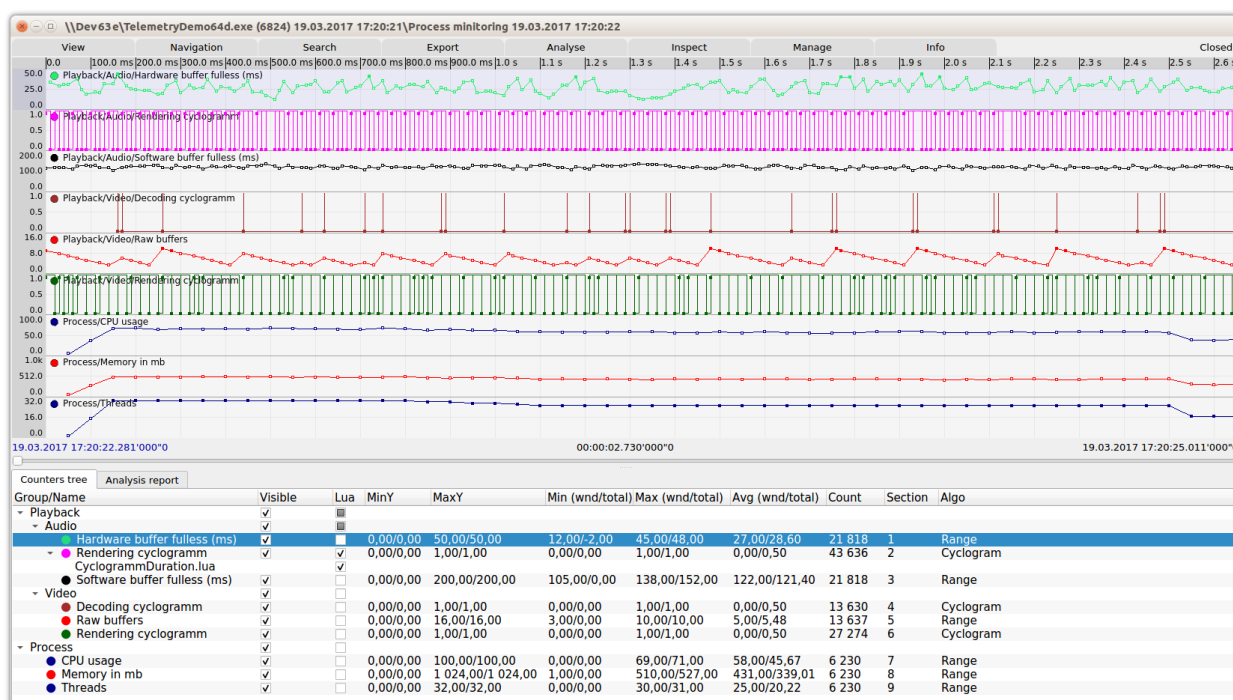 \\Dev63e\TelemetryDemo64d.exe (6824) 19.03.2017 17:20:21\Process minitoring 19.03.2017 17:20:22
View Navigation Search Export Analyse Inspect Manage Info Closed
0.0 100.0 ms 200.00 ms 300.00 ms 400.00 ms 500.00 ms 600.00 ms 700.00 ms 800.00 ms 900.00 ms 1.0 s 1.1 s 1.2 s 1.3 s 1.4 s 1.5 s 1.6 s 1.7 s 1.8 s 1.9 s 2.0 s 2.1 s 2.2 s 2.3 s 2.4 s 2.5 s 2.6
50.0 Playback/Audio/Hardware buffer fulless (ms)
25.0
0.0
1.0 Playback/Audio/Rendering cyclogramm
0.5
0.0
200.0 Playback/Audio/Software buffer fulless (ms)
100.0
0.0
1.0 Playback/Video/Decoding cyclogramm
0.5
0.0
16.0 Playback/Video/Raw buffers
8.0
0.0
1.0 Playback/Video/Rendering cyclogramm
0.5
0.0
100.0 Process/CPU usage
50.0
0.0
1.0k Process/Memory in mb
512.0
0.0
32.0 Process/Threads
16.0
0.0
19.03.2017 17:20:22.281'000"0 00:00:02.730'000"0 19.03.2017 17:20:25.011'000"
Counters tree Analysis report
Group/Name Visible Lua MinY MaxY Min (wnd/total) Max (wnd/total) Avg (wnd/total) Count Section Algo
Playback
Audio
Hardware buffer fulless (ms) 0,00/0,00 50,00/50,00 12,00/-2,00 45,00/48,00 27,00/28,60 21 818 1 Range
Rendering cyclogramm 0,00/0,00 1,00/1,00 0,00/0,00 1,00/1,00 0,00/0,50 43 636 2 Cyclogram
CyclogrammDuration.lua
Software buffer fulless (ms) 0,00/0,00 200,00/200,00 105,00/0,00 138,00/152,00 122,00/121,40 21 818 3 Range
Video
Decoding cyclogramm 0,00/0,00 1,00/1,00 0,00/0,00 1,00/1,00 0,00/0,50 13 630 4 Cyclogram
Raw buffers 0,00/0,00 16,00/16,00 3,00/0,00 10,00/10,00 5,00/5,48 13 637 5 Range
Rendering cyclogramm 0,00/0,00 1,00/1,00 0,00/0,00 1,00/1,00 0,00/0,50 27 274 6 Cyclogram
Process
CPU usage 0,00/0,00 100,00/100,00 0,00/0,00 69,00/71,00 58,00/45,67 6 230 7 Range
Memory in mb 0,00/0,00 1 024,00/1 024,00 1,00/0,00 510,00/527,00 431,00/339,01 6 230 8 Range
Threads 0,00/0,00 32,00/32,00 0,00/0,00 30,00/31,00 25,00/20,22 6 230 9 Range